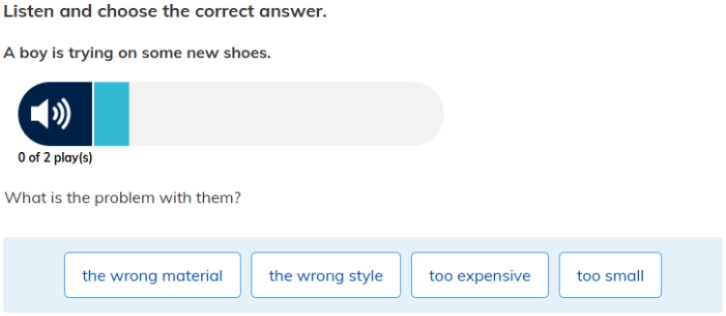 Listen and choose the correct answer.
A boy is trying on some new shoes.
0 of 2 play(s)
What is the problem with them?
the wrong material the wrong style too expensive too small